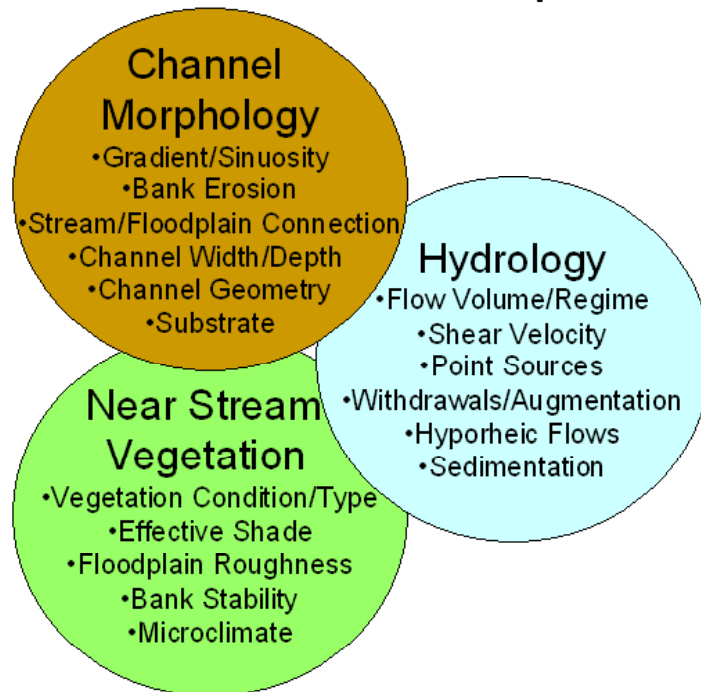 Channel
Morphology
•Gradient/Sinuosity
•Bank Erosion
•Stream/Floodplain Connection
•Channel Width/Depth
•Channel Geometry
•Substrate
Hydrology
•Flow Volume/Regime
•Shear Velocity
•Point Sources
•Withdrawals/Augmentation
•Hyporheic Flows
•Sedimentation
Near Stream
Vegetation
•Vegetation Condition/Type
•Effective Shade
•Floodplain Roughness
•Bank Stability
•Microclimate